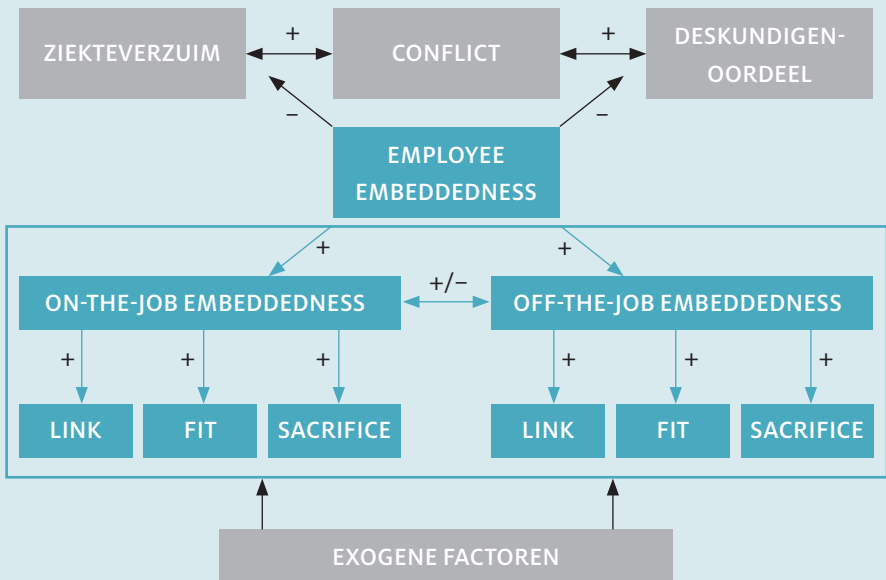 ZIEKTEVERZUIM
+
CONFLICT
+
DESKUNDIGEN-
OORDEEL
–
–
EMPLOYEE
EMBEDDEDNESS
+
+
ON-THE-JOB EMBEDDEDNESS
+/–
OFF-THE-JOB EMBEDDEDNESS
+
+
+
+
+
+
LINK
FIT
SACRIFICE
LINK
FIT
SACRIFICE
EXOGENE FACTOREN